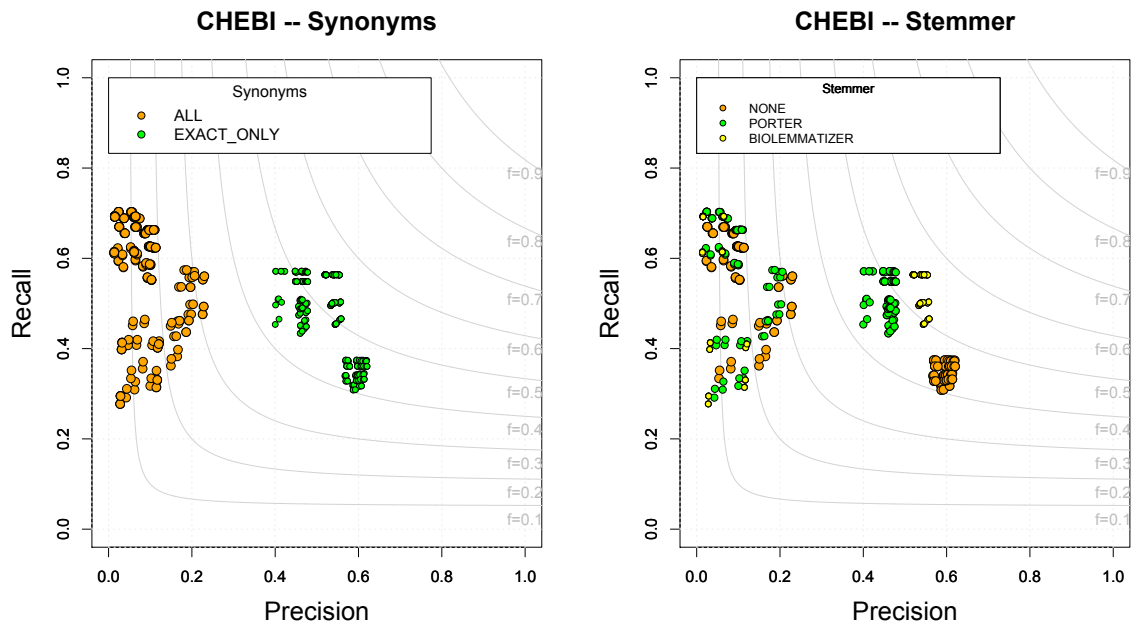 CHEBI -- Synonyms
Synonyms
ALL
EXACT_ONLY
f=0.9
f=0.8
f=0.7
f=0.6
f=0.5
f=0.4
f=0.3
f=0.2
f=0.1
1.0
0.8
0.6
0.4
0.2
0.0
Recall
0.0 0.2 0.4 0.6 0.8 1.0
Precision
CHEBI -- Stemmer
Stemmer
NONE
PORTER
BIOLEMMATIZER
f=0.9
f=0.8
f=0.7
f=0.6
f=0.5
f=0.4
f=0.3
f=0.2
f=0.1
1.0
0.8
0.6
0.4
0.2
0.0
Recall
0.0 0.2 0.4 0.6 0.8 1.0
Precision